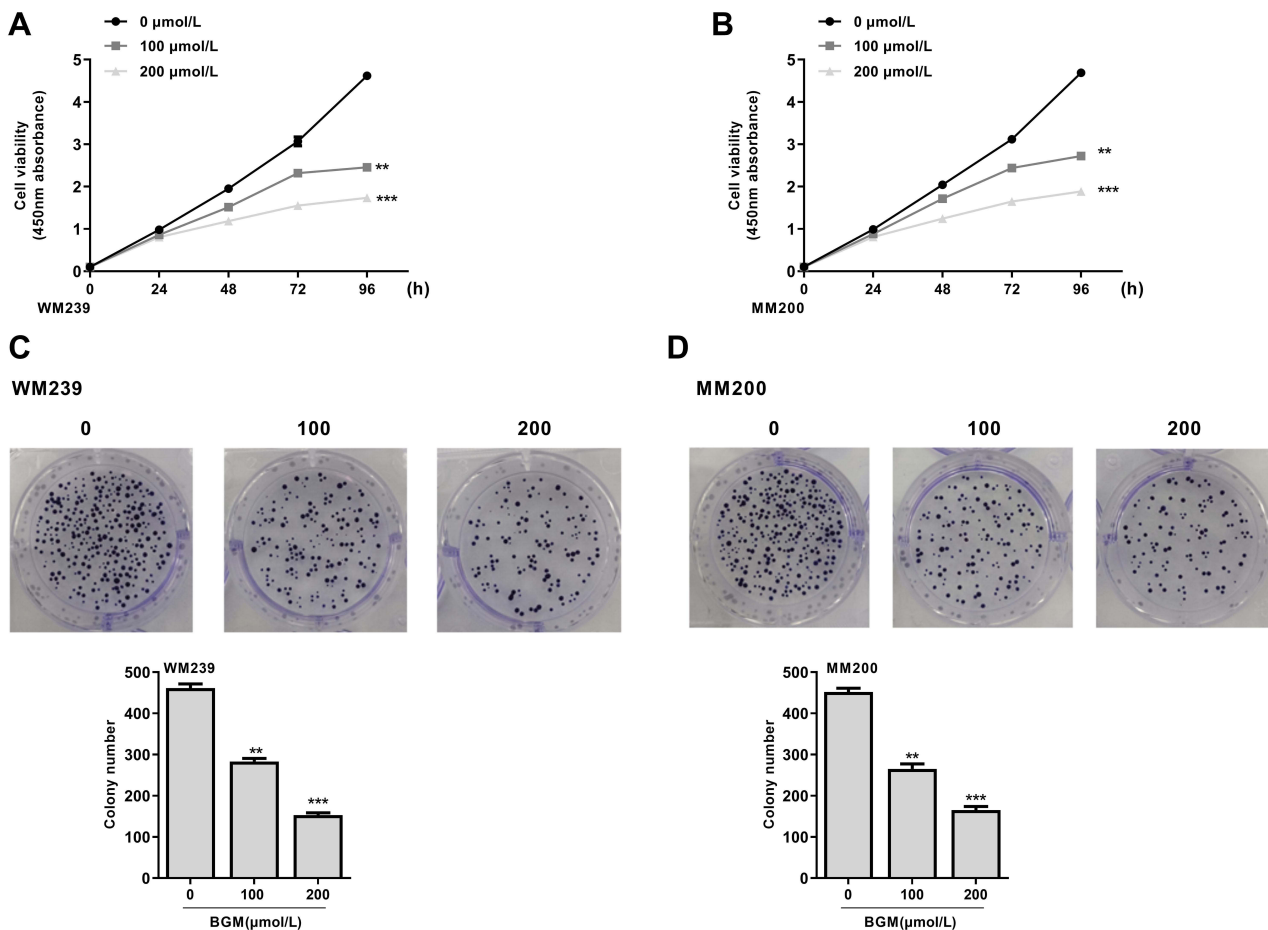 A
0 μmol/L
100 μmol/L
200 μmol/L
Cell viability
(450nm absorbance)
5
4
3
2
1
0
**
***
0 24 48 72 96 (h)
WM239
B
0 μmol/L
100 μmol/L
200 μmol/L
Cell viability
(450nm absorbance)
5
4
3
2
1
0
**
***
0 24 48 72 96 (h)
MM200
C
WM239
0 100 200
D
MM200
0 100 200
WM239
Colony number
500
400
300
200
100
0
**
***
0 100 200
BGM(μmol/L)
MM200
Colony number
500
400
300
200
100
0
**
***
0 100 200
BGM(μmol/L)